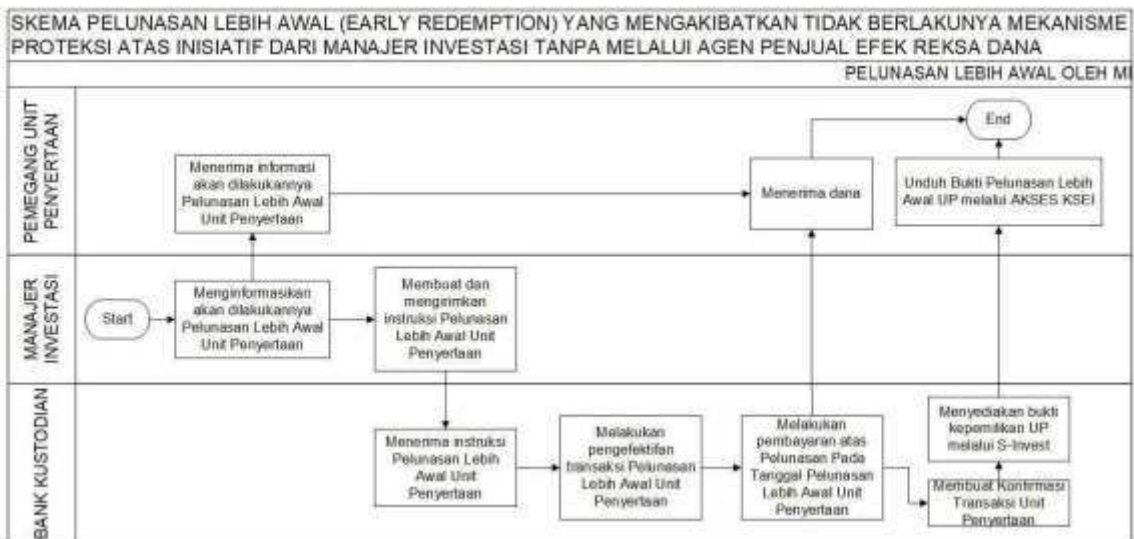 SKEMA PELUNASAN LEBIH AWAL (EARLY REDEMPTION) YANG MENGAKIBATKAN TIDAK BERLAKUNYA MEKANISME
PROTEKSI ATAS INISIATIF DARI MANAJER INVESTASI TANPA MELALUI AGEN PENJUAL EFEK REKSA DANA
PELUNASAN LEBIH AWAL OLEH MI
PEMEGANG UNIT
PENYERTAAN
Menerima informasi
akan dilakukannya
Pelunasan Lebih Awal
Unit Penyertaan
Menerima dana
End
Unduh Bukti Pelunasan Lebih
Awal UP melalui AKSES KSEI
MANAJER
INVESTASI
Start
Menginformasikan
akan dilakukannya
Pelunasan Lebih Awal
Unit Penyertaan
Membuat dan
mengirimkan
instruksi Pelunasan
Lebih Awal Unit
Penyertaan
BANK KUSTODIAN
Menerima instruksi
Pelunasan Lebih
Awal Unit
Penyertaan
Melakukan
pengefektifan
transaksi Pelunasan
Lebih Awal Unit
Penyertaan
Melakukan
pembayaran atas
Pelunasan Pada
Tanggal Pelunasan
Lebih Awal Unit
Penyertaan
Menyediakan bukti
kepemilikan UP
melalui S-Invest
Membuat Konfirmasi
Transaksi Unit
Penyertaan